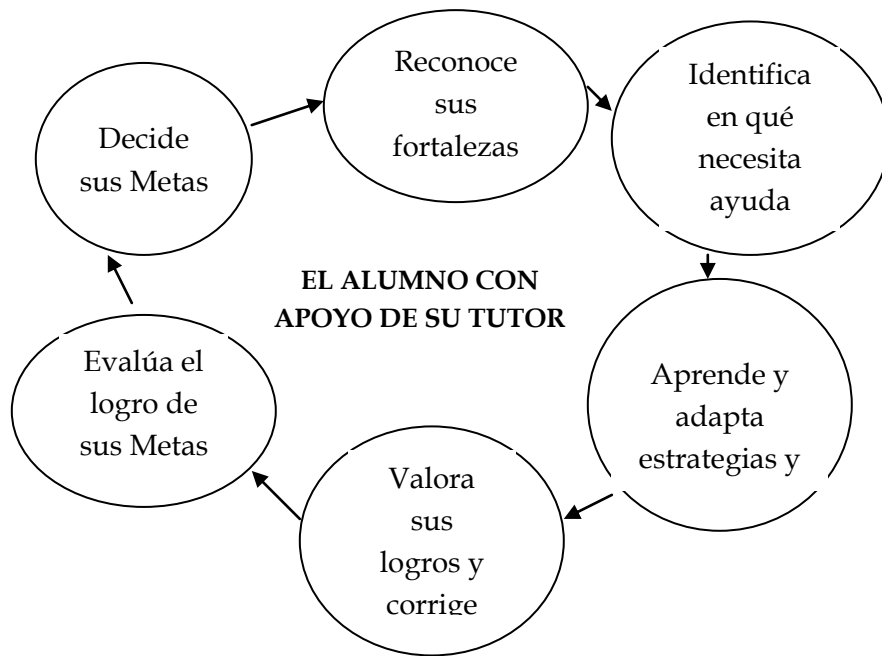 Decide
sus Metas
Reconoce
sus
fortalezas
Identifica
en qué
necesita
ayuda
Aprende y
adapta
estrategias y
Valora
sus
logros y
corrige
Evalúa el
logro de
sus Metas
EL ALUMNO CON
APOYO DE SU TUTOR